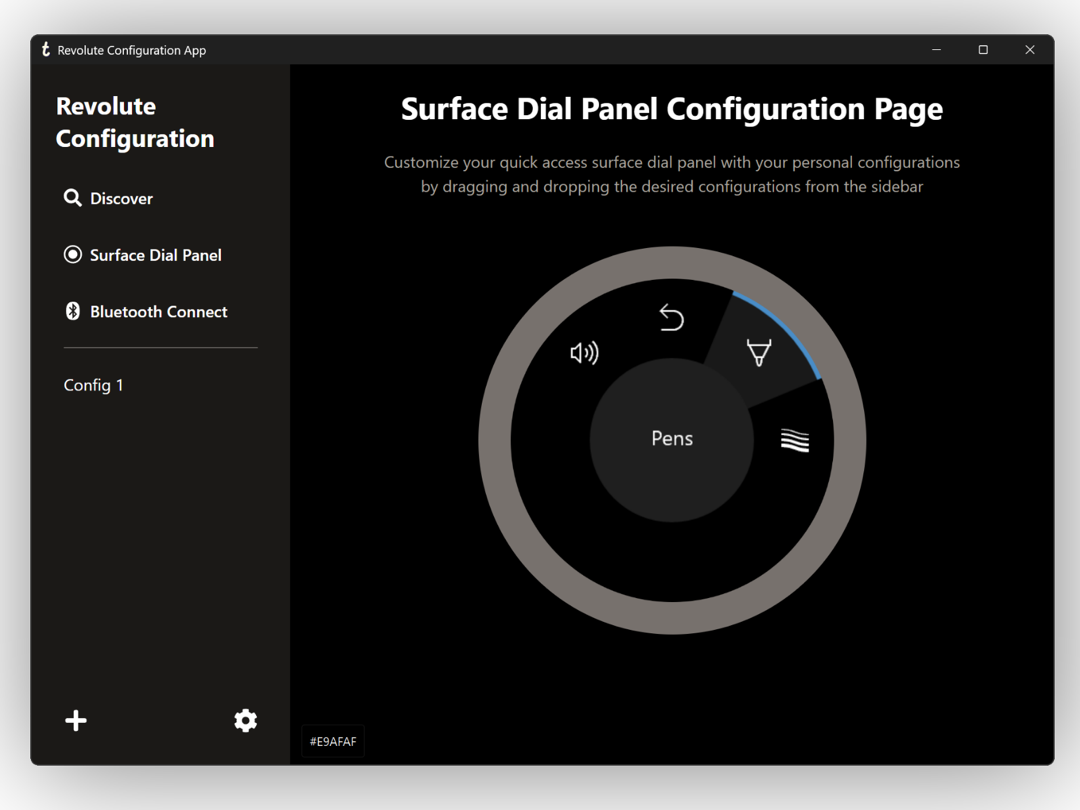 Revolute Configuration App
Revolute
Configuration
Discover
Surface Dial Panel
Bluetooth Connect
Config 1
Surface Dial Panel Configuration Page
Customize your quick access surface dial panel with your personal configurations
by dragging and dropping the desired configurations from the sidebar
Pens
#E9AFAF